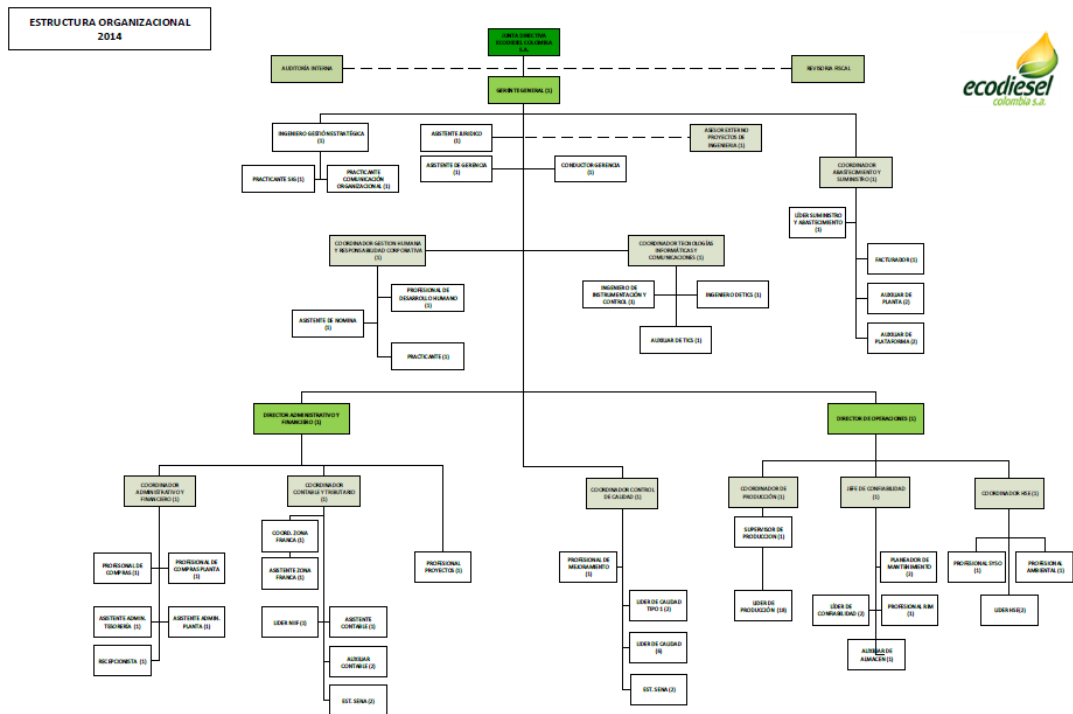 ESTRUCTURA ORGANIZACIONAL
2014
JUNTA DIRECTIVA
ECODIESEL COLOMBIA
S.A.
AUDITORÍA INTERNA
REVISORIA FISCAL
ecodiesel
colombia s.a.
GERENTE GENERAL (1)
INGENIERO GESTIÓN ESTRATÉGICA
(1)
ASISTENTE JURIDICO
(1)
ASESOR EXTERNO
PROYECTOS DE
INGENIERIA (1)
PRACTICANTE SIG (1)
PRACTICANTE
COMUNICACIÓN
ORGANIZACIONAL (1)
ASISTENTE DE GERENCIA
(1)
CONDUCTOR GERENCIA
(1)
COORDINADOR
ABASTECIMIENTO Y
SUMINISTRO (1)
LÍDER SUMINISTRO
Y ABASTECIMIENTO
(1)
FACTURADOR (1)
AUXILIAR DE
PLANTA (2)
AUXILIAR DE
PLATAFORMA (2)
COORDINADOR GESTION HUMANA
Y RESPONSABILIDAD CORPORATIVA
(1)
COORDINADOR TECNOLOGÍAS
INFORMÁTICAS Y
COMUNICACIONES (1)
PROFESIONAL DE
DESARROLLO HUMANO
(1)
ASISTENTE DE NOMINA
(1)
PRACTICANTE (1)
INGENIERO DE
INSTRUMENTACIÓN Y
CONTROL (1)
INGENIERO DE TICS (1)
AUXILIAR DE TICS (1)
DIRECTOR ADMINISTRATIVO Y
FINANCIERO (1)
DIRECTOR DE OPERACIONES (1)
COORDINADOR
ADMINISTRATIVO Y
FINANCIERO (1)
COORDINADOR
CONTABLE Y TRIBUTARIO
(1)
COORDINADOR CONTROL
DE CALIDAD (1)
COORDINADOR DE
PRODUCCIÓN (1)
JEFE DE CONFIABILIDAD
(1)
COORDINADOR HSE (1)
PROFESIONAL DE
COMPRAS (1)
PROFESIONAL DE
COMPRAS PLANTA
(1)
ASISTENTE ADMIN.
TESORERÍA (1)
ASISTENTE ADMIN.
PLANTA (1)
RECEPCIONISTA (1)
COORD. ZONA
FRANCA (1)
ASISTENTE ZONA
FRANCA (1)
LIDER NIIF (1)
ASISTENTE
CONTABLE (1)
AUXILIAR
CONTABLE (2)
EST. SENA (2)
PROFESIONAL
PROYECTOS (1)
PROFESIONAL DE
MEJORAMIENTO
(1)
LIDER DE CALIDAD
TIPO 1 (2)
LIDER DE CALIDAD
(6)
EST. SENA (2)
SUPERVISOR DE
PRODUCCION (1)
LÍDER DE
PRODUCCIÓN (18)
PLANEADOR DE
MANTENIMIENTO
LÍDER DE
CONFIABILIDAD (2)
PROFESIONAL
(1)
AUXILIAR DE
ALMACEN (1)
PROFESIONAL SYSO
(1)
PROFESIONAL
AMBIENTAL (1)
LIDER HSE(2)